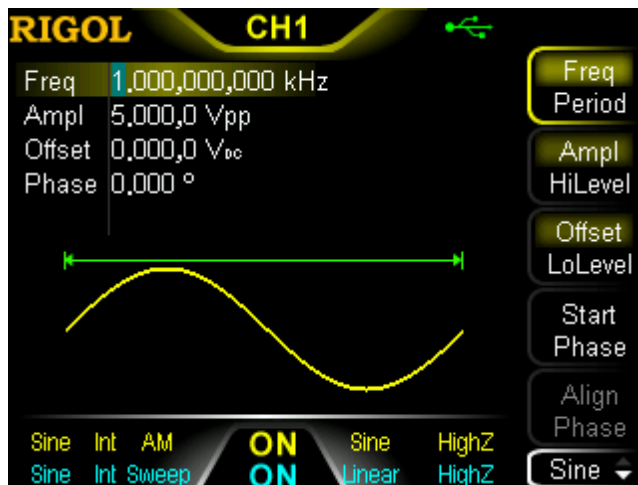 RIGOL CH1
Freq 1.000,000,000 kHz
Ampl 5.000,0 Vpp
Offset 0.000,0 VDC
Phase 0.000 °
Freq
Period
Ampl
HiLevel
Offset
LoLevel
Start
Phase
Align
Phase
Sine
Sine Int AM ON Sine HighZ
Sine Int Sweep ON Linear HighZ